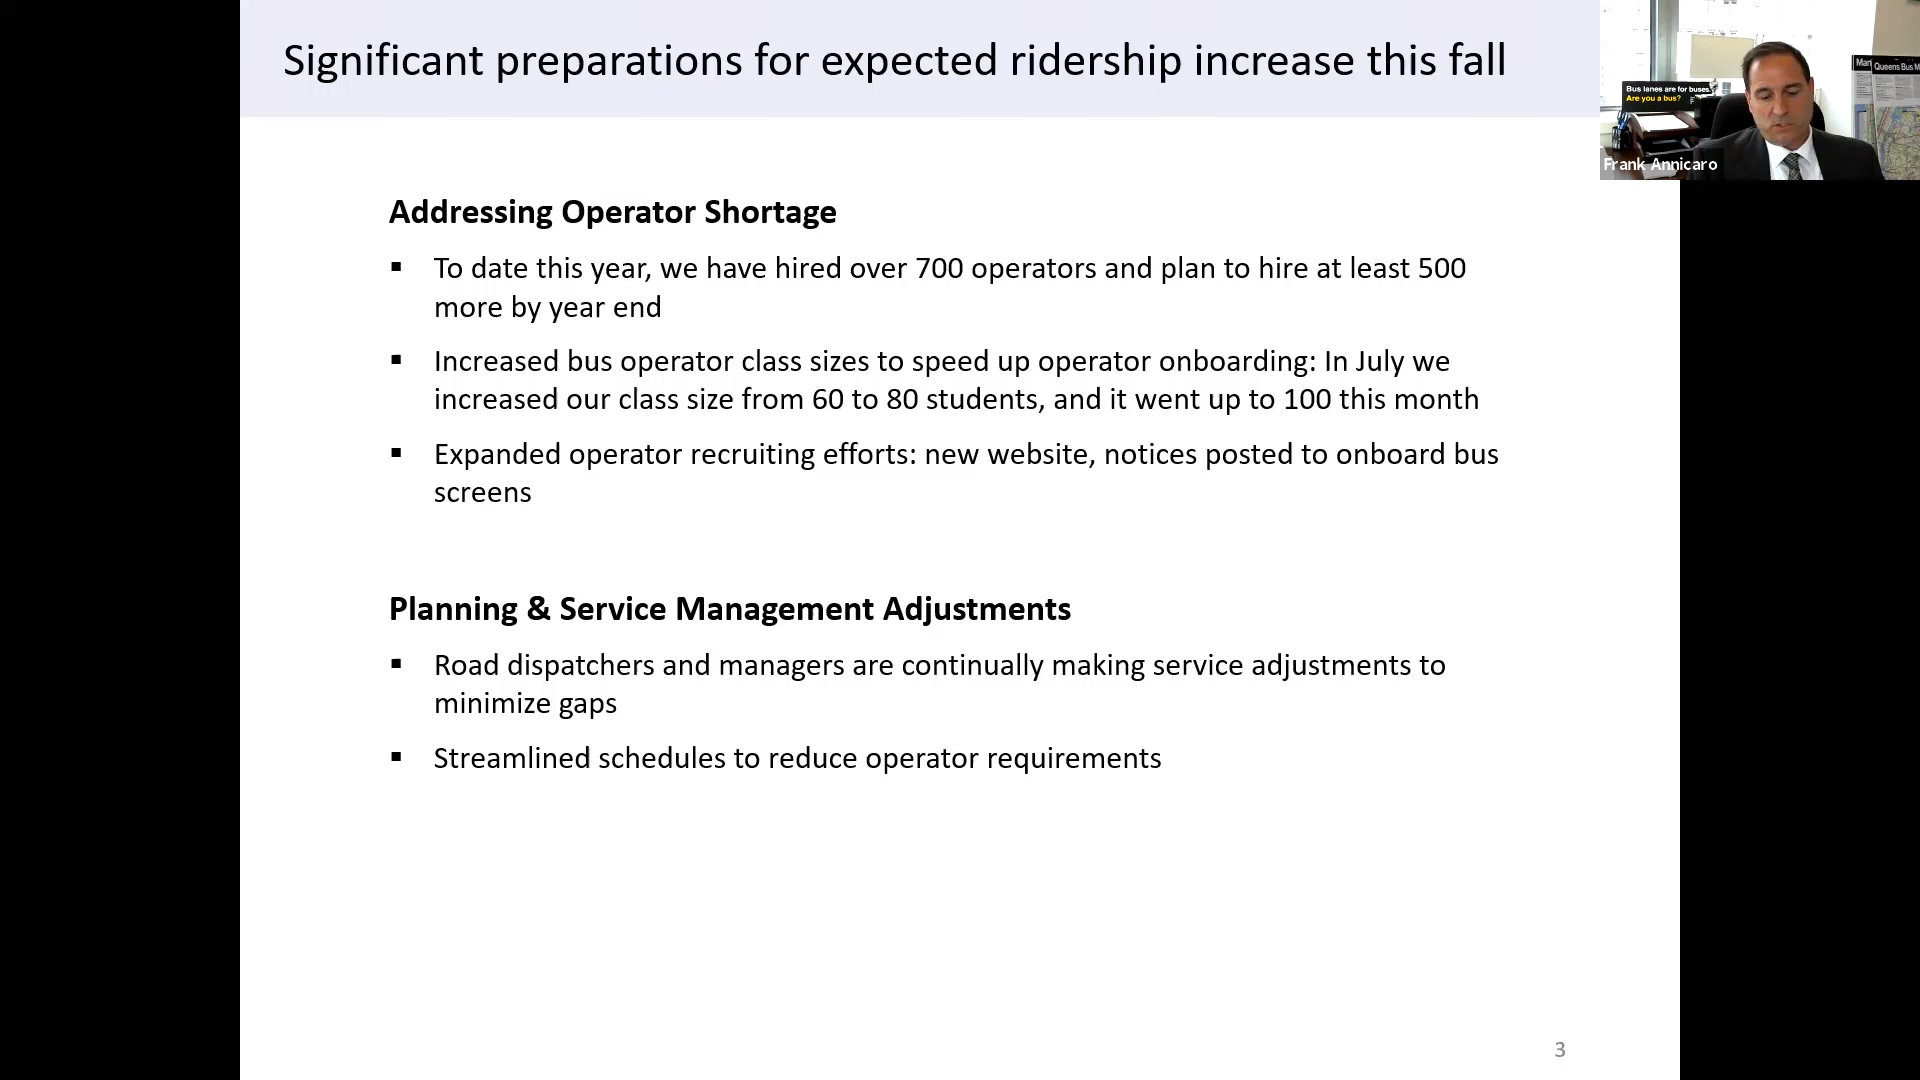 Significant preparations for expected ridership increase this fall
Bus lanes are for buses.
Are you a bus?
Queens Bus M
Frank Annicaro
Addressing Operator Shortage
▪ To date this year, we have hired over 700 operators and plan to hire at least 500
more by year end
▪ Increased bus operator class sizes to speed up operator onboarding: In July we
increased our class size from 60 to 80 students, and it went up to 100 this month
▪ Expanded operator recruiting efforts: new website, notices posted to onboard bus
screens
Planning & Service Management Adjustments
▪ Road dispatchers and managers are continually making service adjustments to
minimize gaps
▪ Streamlined schedules to reduce operator requirements
3